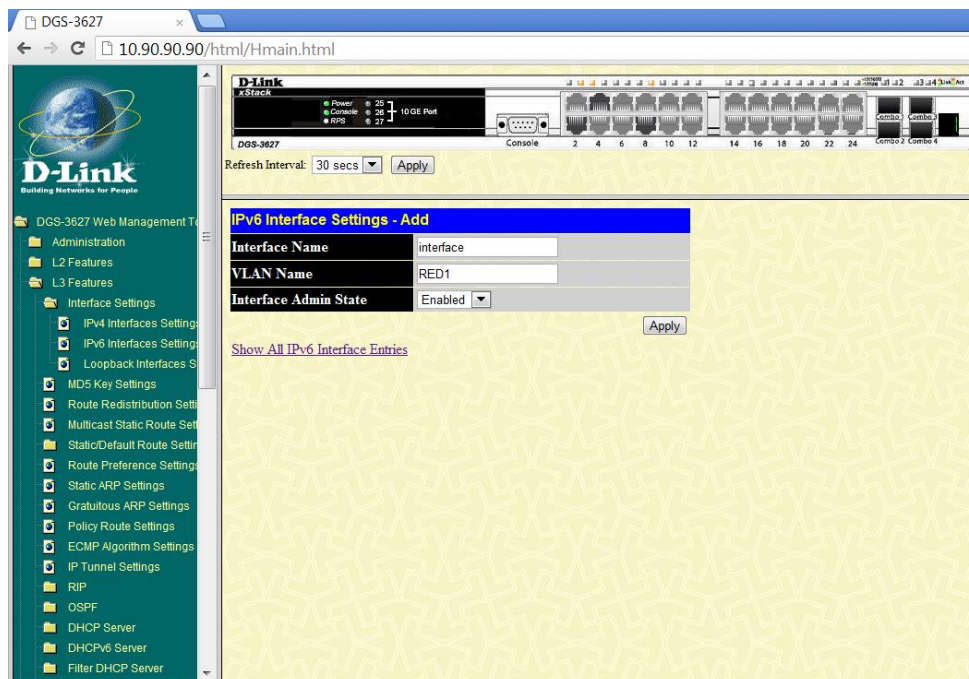 DGS-3627
10.90.90.90/html/Hmain.html
D-Link
Building Networks for People
DGS-3627 Web Management To
Administration
L2 Features
L3 Features
Interface Settings
IPv4 Interfaces Settings
IPv6 Interfaces Settings
Loopback Interfaces S
MD5 Key Settings
Route Redistribution Setti
Multicast Static Route Sett
Static/Default Route Settin
Route Preference Settings
Static ARP Settings
Gratuitous ARP Settings
Policy Route Settings
ECMP Algorithm Settings
IP Tunnel Settings
RIP
OSPF
DHCP Server
DHCPv6 Server
Filter DHCP Server
D-Link
xStack
Power 25
Console 26 10GE Port
RPS 27
DGS-3627
Console 2 4 6 8 10 12 14 16 18 20 22 24
Combo 1 Combo 3
Combo 2 Combo 4
Refresh Interval: 30 secs Apply
IPv6 Interface Settings - Add
Interface Name interface
VLAN Name RED1
Interface Admin State Enabled
Apply
Show All IPv6 Interface Entries